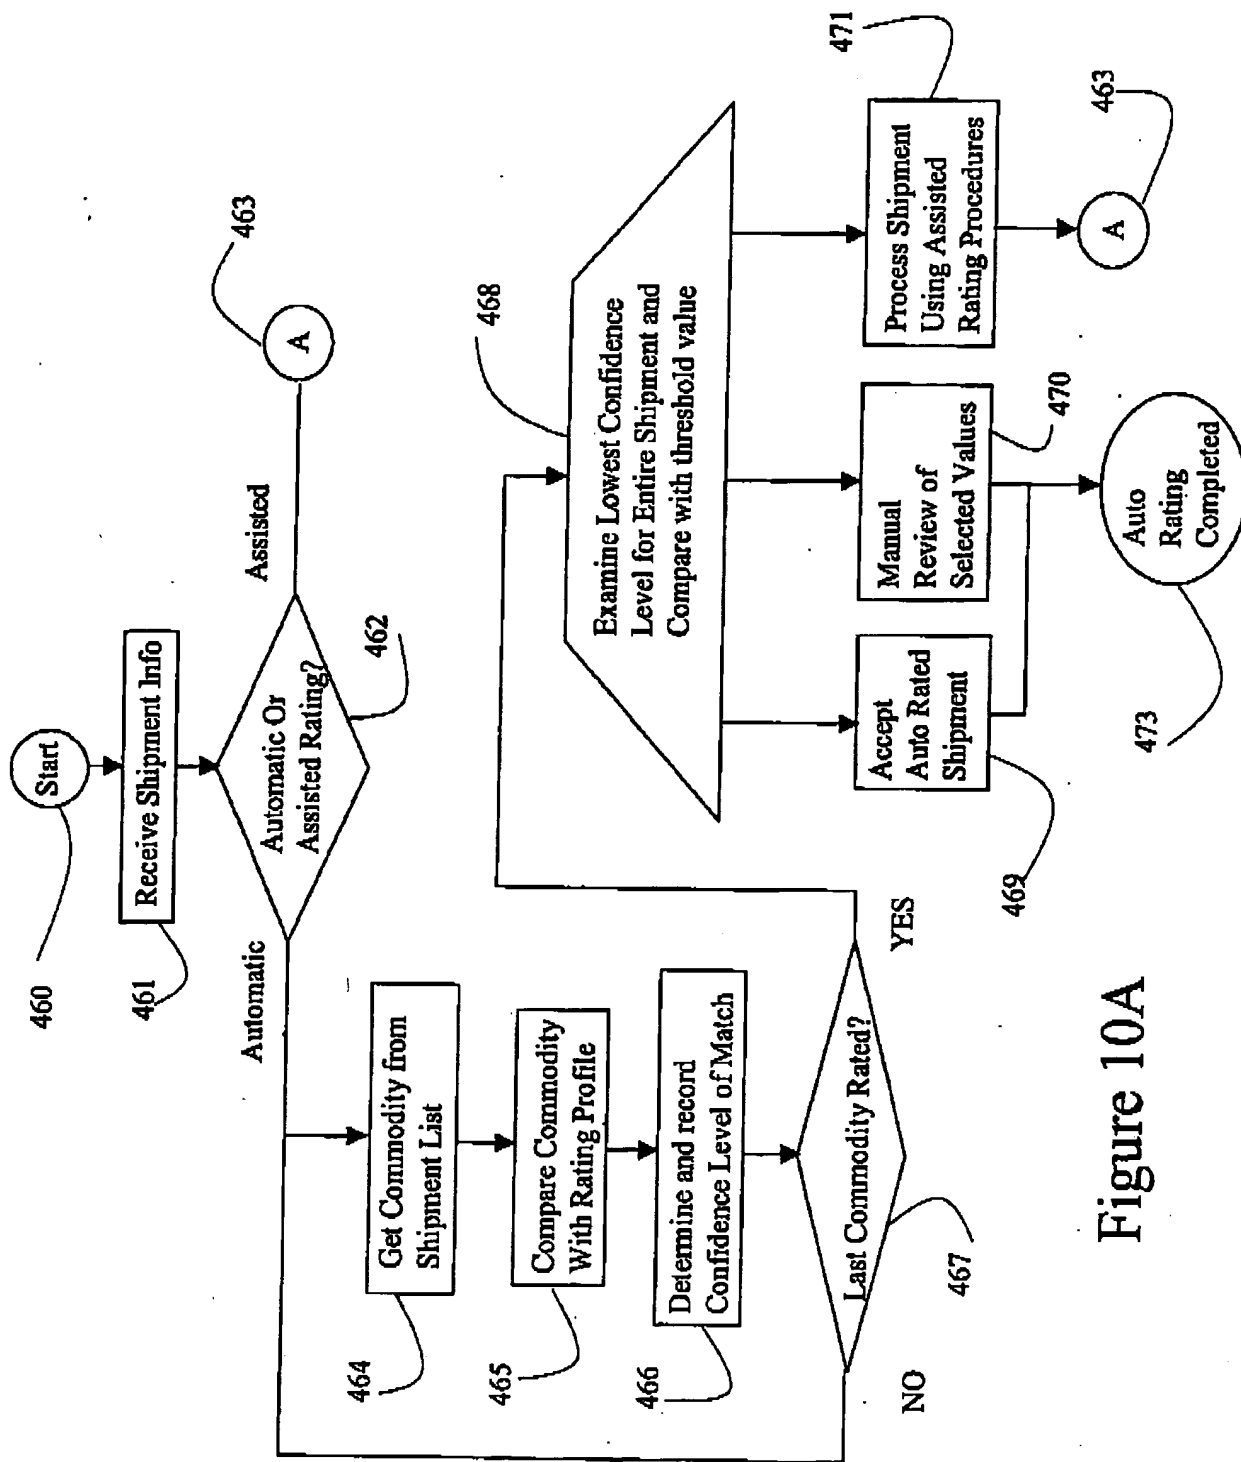 Start
460
Receive Shipment Info
461
Automatic Or
Assisted Rating?
462
Assisted
A
463
Automatic
Get Commodity from
Shipment List
464
Compare Commodity
With Rating Profile
465
Determine and record
Confidence Level of Match
466
Last Commodity Rated?
467
NO
YES
Examine Lowest Confidence
Level for Entire Shipment and
Compare with threshold value
468
Accept
Auto Rated
Shipment
469
Manual
Review of
Selected Values
470
Process Shipment
Using Assisted
Rating Procedures
471
A
463
Auto
Rating
Completed
473
Figure 10A